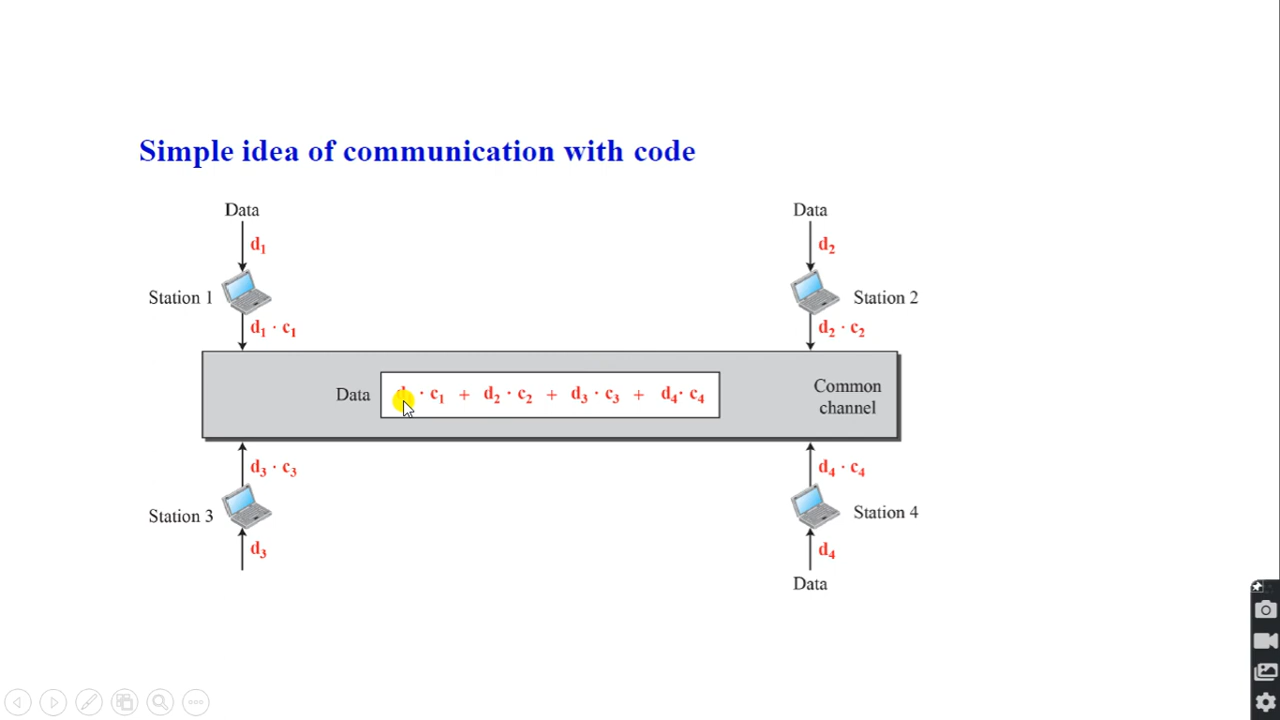 Simple idea of communication with code
Data Data
d₁ d₂
Station 1 Station 2
d₁ · c₁ d₂ · c₂
Data · c₁ + d₂ · c₂ + d₃ · c₃ + d₄ · c₄ Common
channel
d₃ · c₃ d₄ · c₄
Station 3 Station 4
d₃ d₄
Data